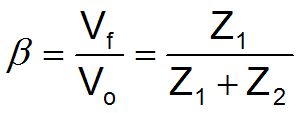 β = V_f / V_o = Z_1 / (Z_1 + Z_2)